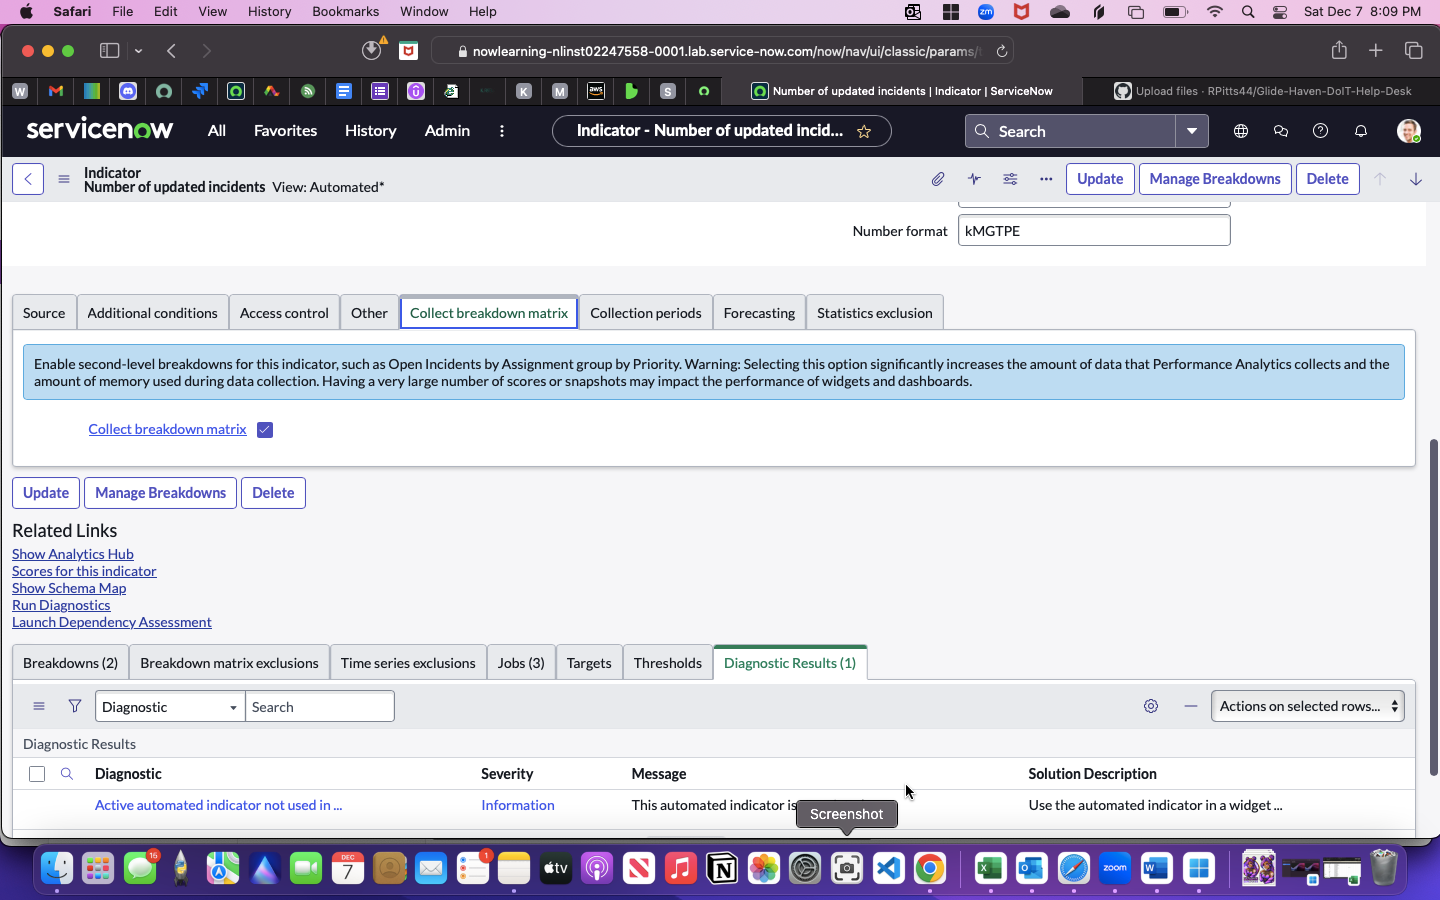 Safari File Edit View History Bookmarks Window Help
zm
Sat Dec 7 8:09 PM
nowlearning-nlinst02247558-0001.lab.service-now.com/now/nav/ui/classic/params/
W K M aws S
Number of updated incidents | Indicator | ServiceNow
Upload files · RPitts44/Glide-Haven-DoIT-Help-Desk
servicenow
All Favorites History Admin
Indicator - Number of updated incid...
Search
Indicator
Number of updated incidents View: Automated*
Update Manage Breakdowns Delete
Number format kMGTPE
Source Additional conditions Access control Other Collect breakdown matrix Collection periods Forecasting Statistics exclusion
Enable second-level breakdowns for this indicator, such as Open Incidents by Assignment group by Priority. Warning: Selecting this option significantly increases the amount of data that Performance Analytics collects and the
amount of memory used during data collection. Having a very large number of scores or snapshots may impact the performance of widgets and dashboards.
Collect breakdown matrix
Update Manage Breakdowns Delete
Related Links
Show Analytics Hub
Scores for this indicator
Show Schema Map
Run Diagnostics
Launch Dependency Assessment
Breakdowns (2) Breakdown matrix exclusions Time series exclusions Jobs (3) Targets Thresholds Diagnostic Results (1)
Diagnostic Search Actions on selected rows...
Diagnostic Results
Diagnostic Severity Message Solution Description
Active automated indicator not used in ... Information This automated indicator is Use the automated indicator in a widget ...
Screenshot
16 DEC 7 1 tv zoom